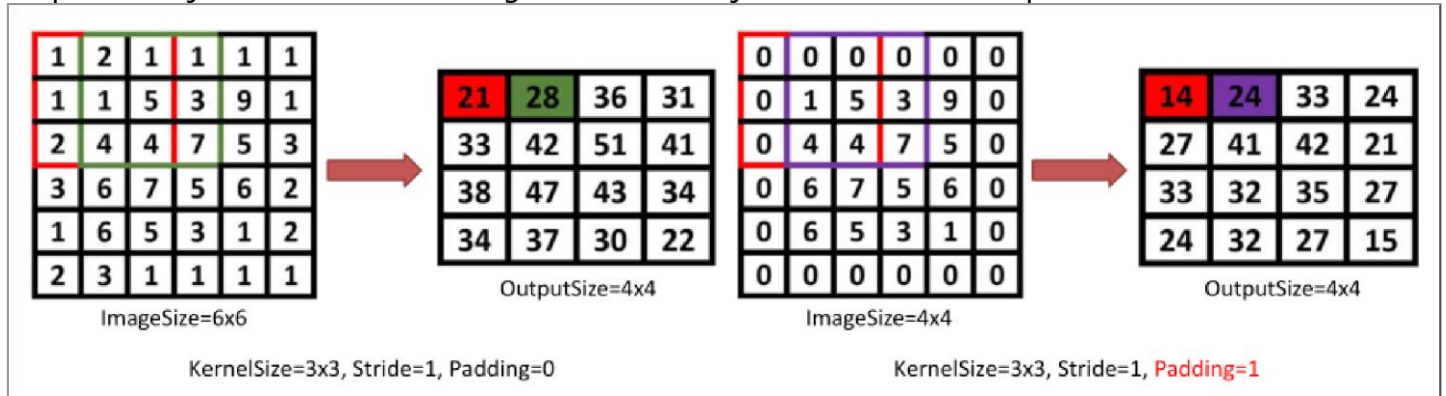 1 2 1 1 1 1
1 1 5 3 9 1
2 4 4 7 5 3
3 6 7 5 6 2
1 6 5 3 1 2
2 3 1 1 1 1
ImageSize=6x6
21 28 36 31
33 42 51 41
38 47 43 34
34 37 30 22
OutputSize=4x4
KernelSize=3x3, Stride=1, Padding=0
0 0 0 0 0 0
0 1 5 3 9 0
0 4 4 7 5 0
0 6 7 5 6 0
0 6 5 3 1 0
0 0 0 0 0 0
ImageSize=4x4
14 24 33 24
27 41 42 21
33 32 35 27
24 32 27 15
OutputSize=4x4
KernelSize=3x3, Stride=1, Padding=1